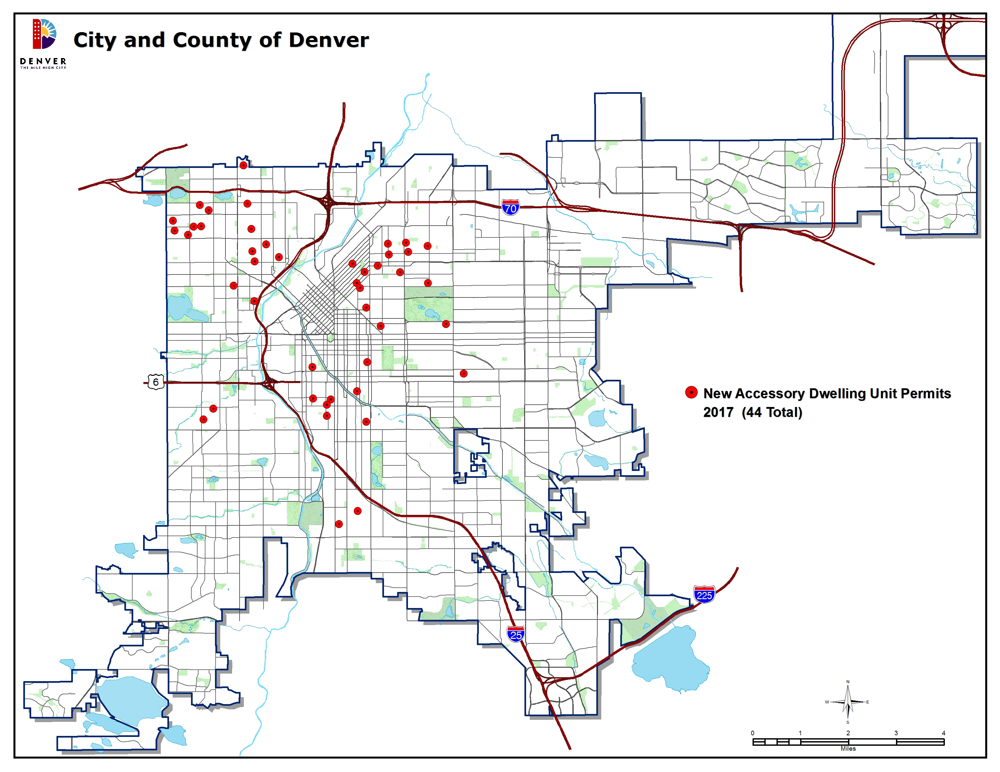 City and County of Denver
DENVER
THE MILE HIGH CITY
70
6
New Accessory Dwelling Unit Permits
2017 (44 Total)
225
25
N
W
E
S
0 1 2 3 4
Miles